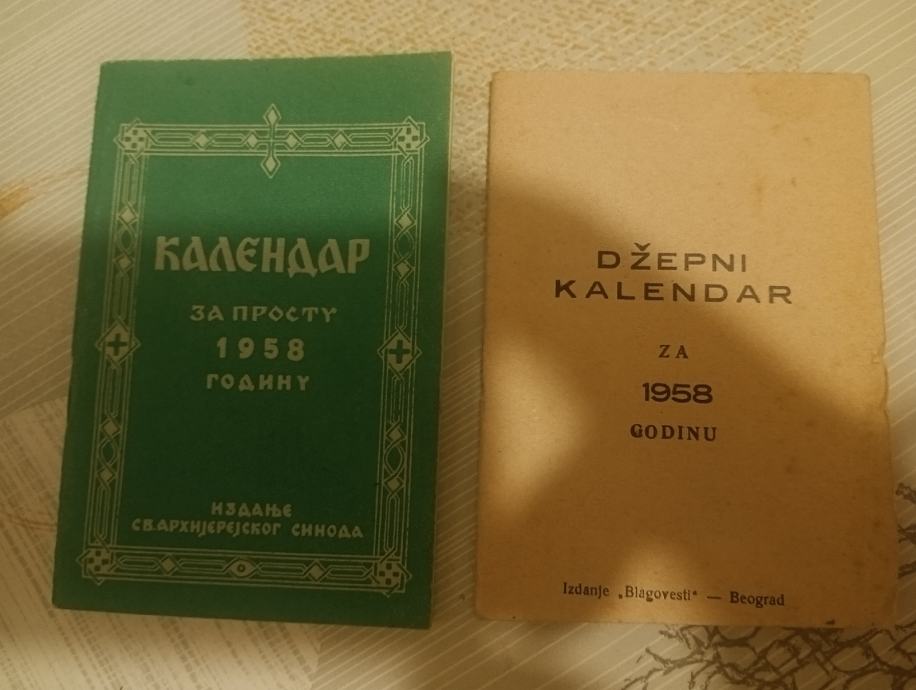 КАЛЕНДАР
ЗА ПРОСТУ
1958
ГОДИНУ
ИЗДАЊЕ
СВ.АРХИЈЕРЕЈСКОГ СИНОДА
DŽEPNI
KALENDAR
ZA
1958
GODINU
Izdanje „Blagovesti“ — Beograd